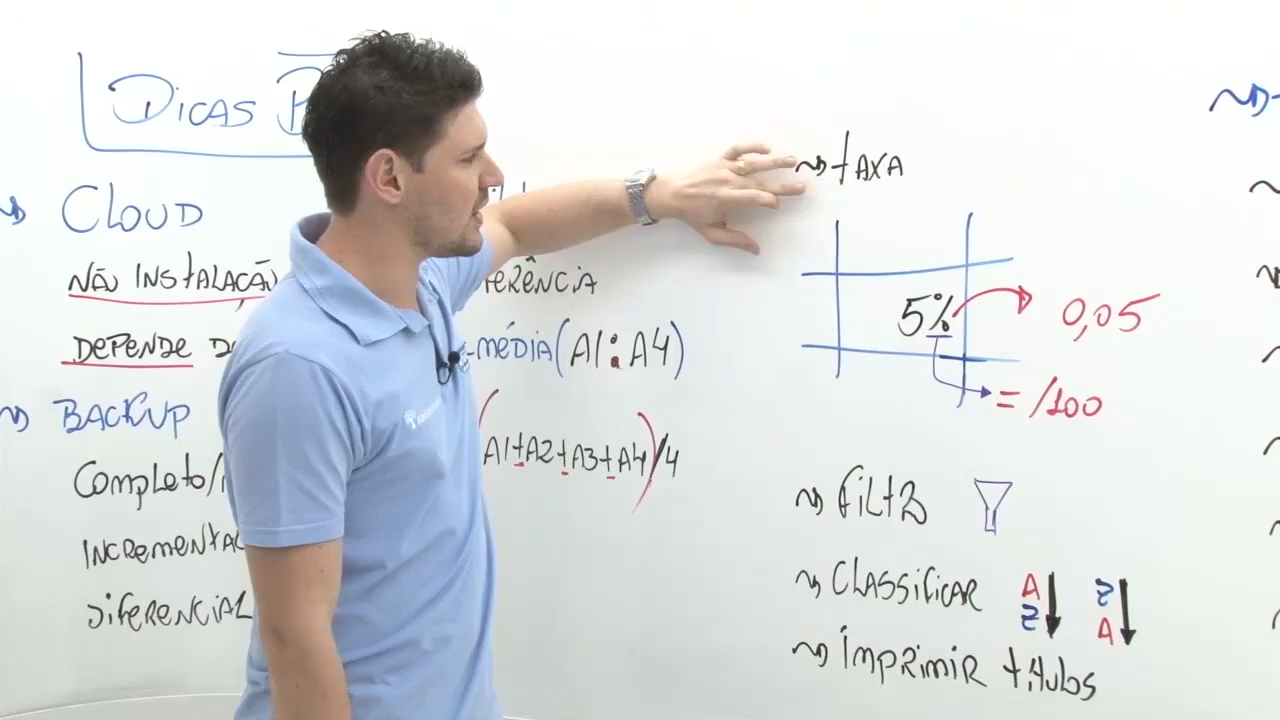 DICAS
CLOUD
NÃO INSTALAÇÃO
DEPENDE
BACKUP
COMPLETO/
INCREMENTAL
DIFERENCIAL
MÉDIA(A1:A4)
A1+A2+A3+A4)/4
TAXA
5% 0,05
= /100
FILTRO
CLASSIFICAR A Z Z A
IMPRIMIR TÍTULOS